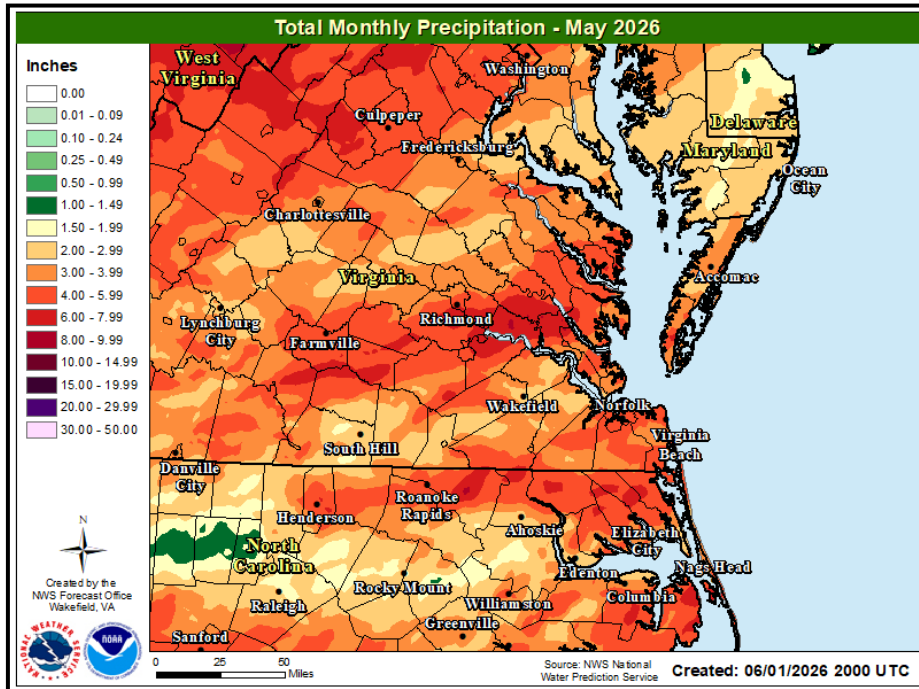 Total Monthly Precipitation - May 2026
Inches
0.00
0.01 - 0.09
0.10 - 0.24
0.25 - 0.49
0.50 - 0.99
1.00 - 1.49
1.50 - 1.99
2.00 - 2.99
3.00 - 3.99
4.00 - 5.99
6.00 - 7.99
8.00 - 9.99
10.00 - 14.99
15.00 - 19.99
20.00 - 29.99
30.00 - 50.00
West
Virginia
Washington
Culpeper
Delaware
Fredericksburg
Maryland
Ocean
City
Charlottesville
Virginia
Accomac
Lynchburg
City
Richmond
Farmville
Wakefield
Norfolk
Virginia
Beach
South Hill
Danville
City
Roanoke
Rapids
Henderson
Ahoskie
Elizabeth
City
North
Carolina
Edenton
Nags Head
Rocky Mount
Columbia
Raleigh
Williamston
Greenville
Sanford
N
Created by the
NWS Forecast Office
Wakefield, VA
NATIONAL WEATHER SERVICE
NOAA
0 25 50
Miles
Source: NWS National
Water Prediction Service
Created: 06/01/2026 2000 UTC